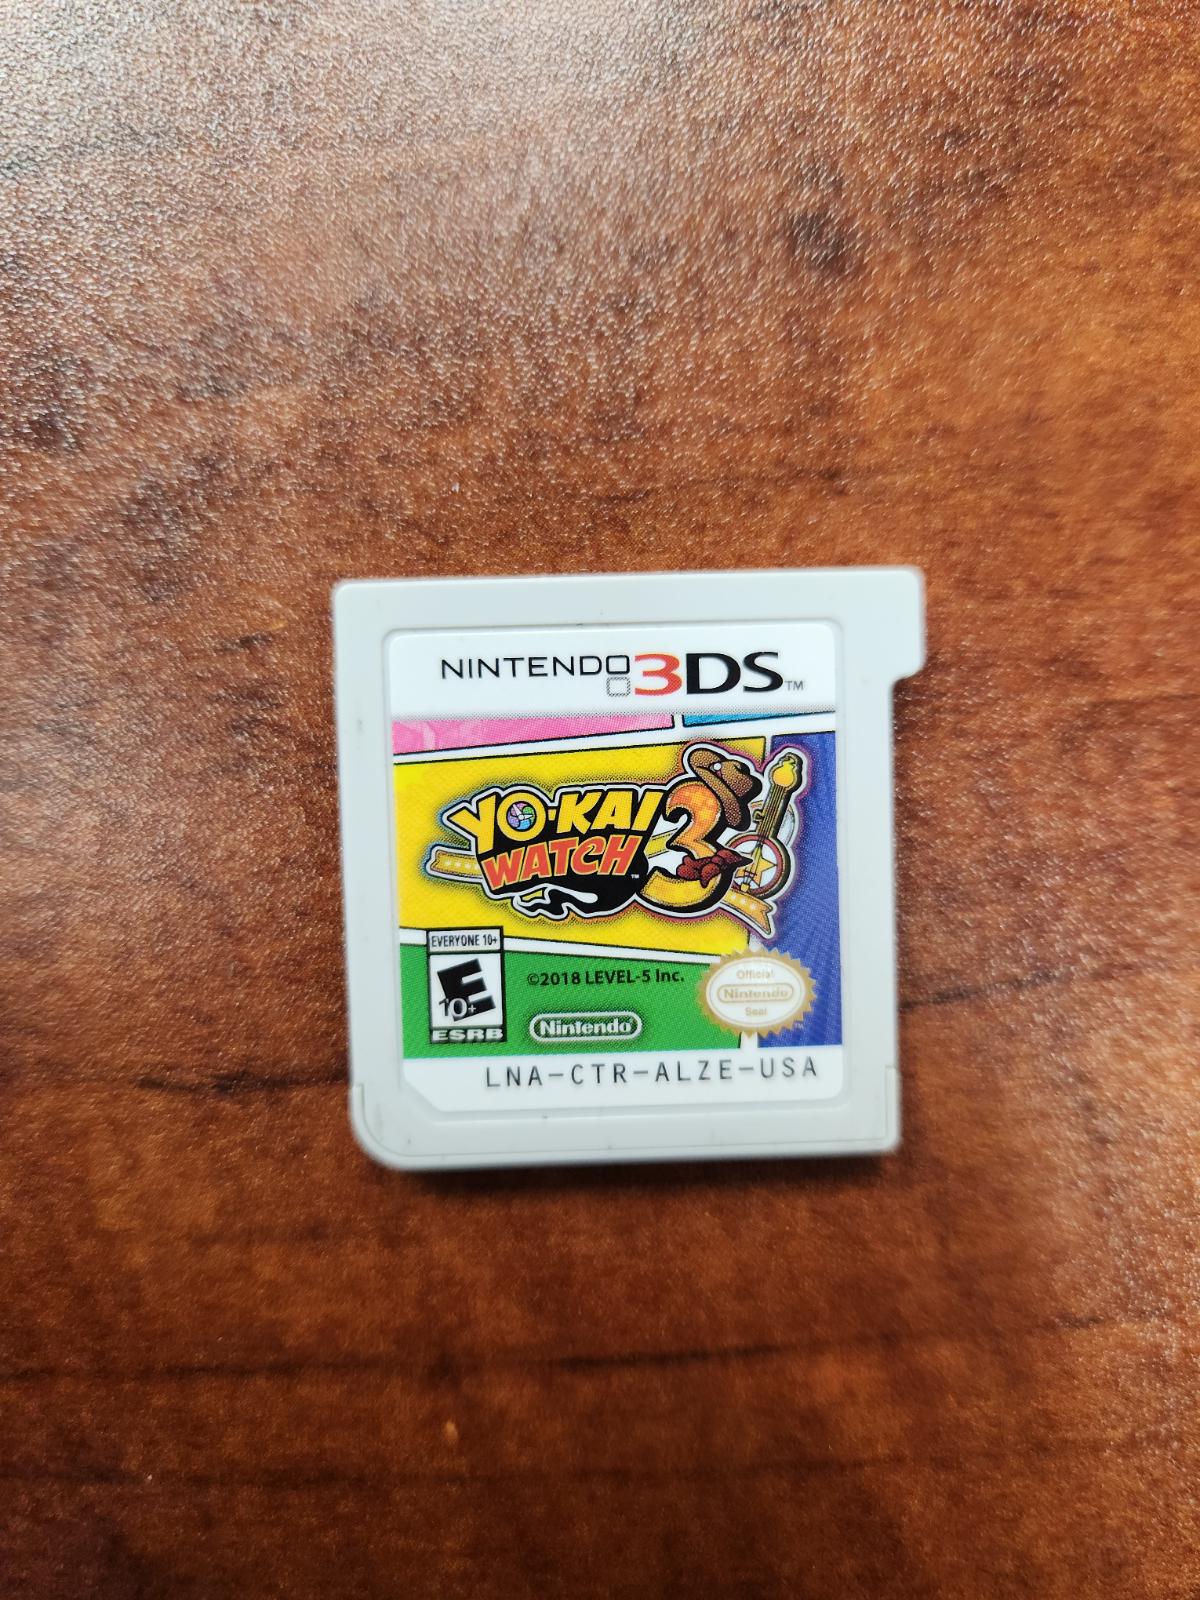 NINTENDO 3DS™
YO-KAI
WATCH™ 3
EVERYONE 10+
E
10+
ESRB
©2018 LEVEL-5 Inc.
Nintendo
Official
Nintendo
Seal
LNA-CTR-ALZE-USA